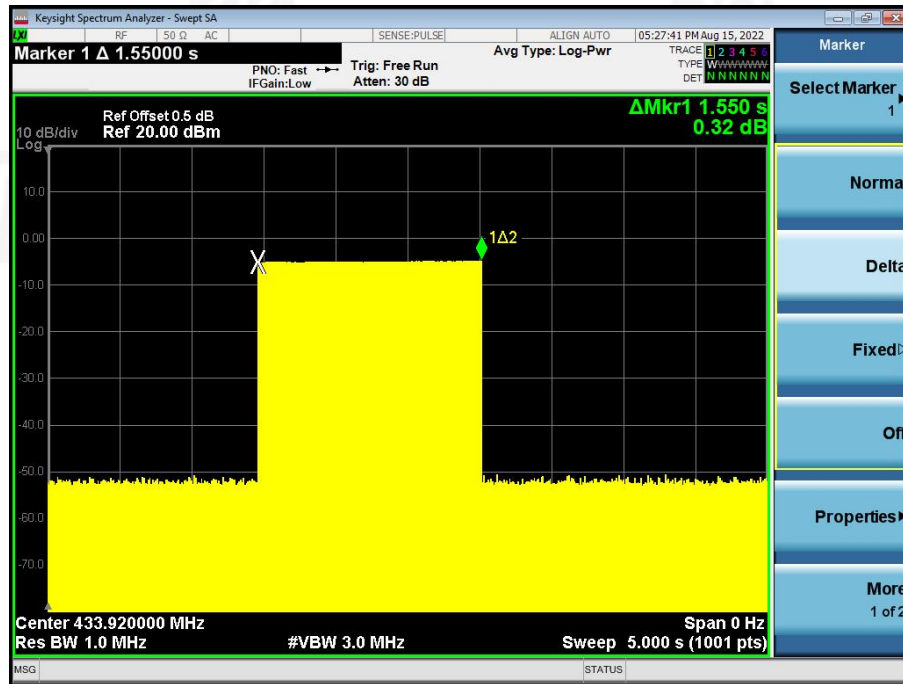 Keysight Spectrum Analyzer - Swept SA
LXI RF 50 Ω AC SENSE:PULSE ALIGN AUTO 05:27:41 PM Aug 15, 2022
Marker 1 Δ 1.55000 s
PNO: Fast
IFGain:Low
Trig: Free Run
Atten: 30 dB
Avg Type: Log-Pwr
TRACE 1 2 3 4 5 6
TYPE WWWWWW
DET N N N N N N
ΔMkr1 1.550 s
0.32 dB
Ref Offset 0.5 dB
10 dB/div Ref 20.00 dBm
Log
10.0
0.00
1Δ2
X
-10.0
-20.0
-30.0
-40.0
-50.0
-60.0
-70.0
Center 433.920000 MHz Span 0 Hz
Res BW 1.0 MHz #VBW 3.0 MHz Sweep 5.000 s (1001 pts)
MSG STATUS
Marker
Select Marker
1
Norma
Delta
Fixed
Off
Properties
More
1 of 2